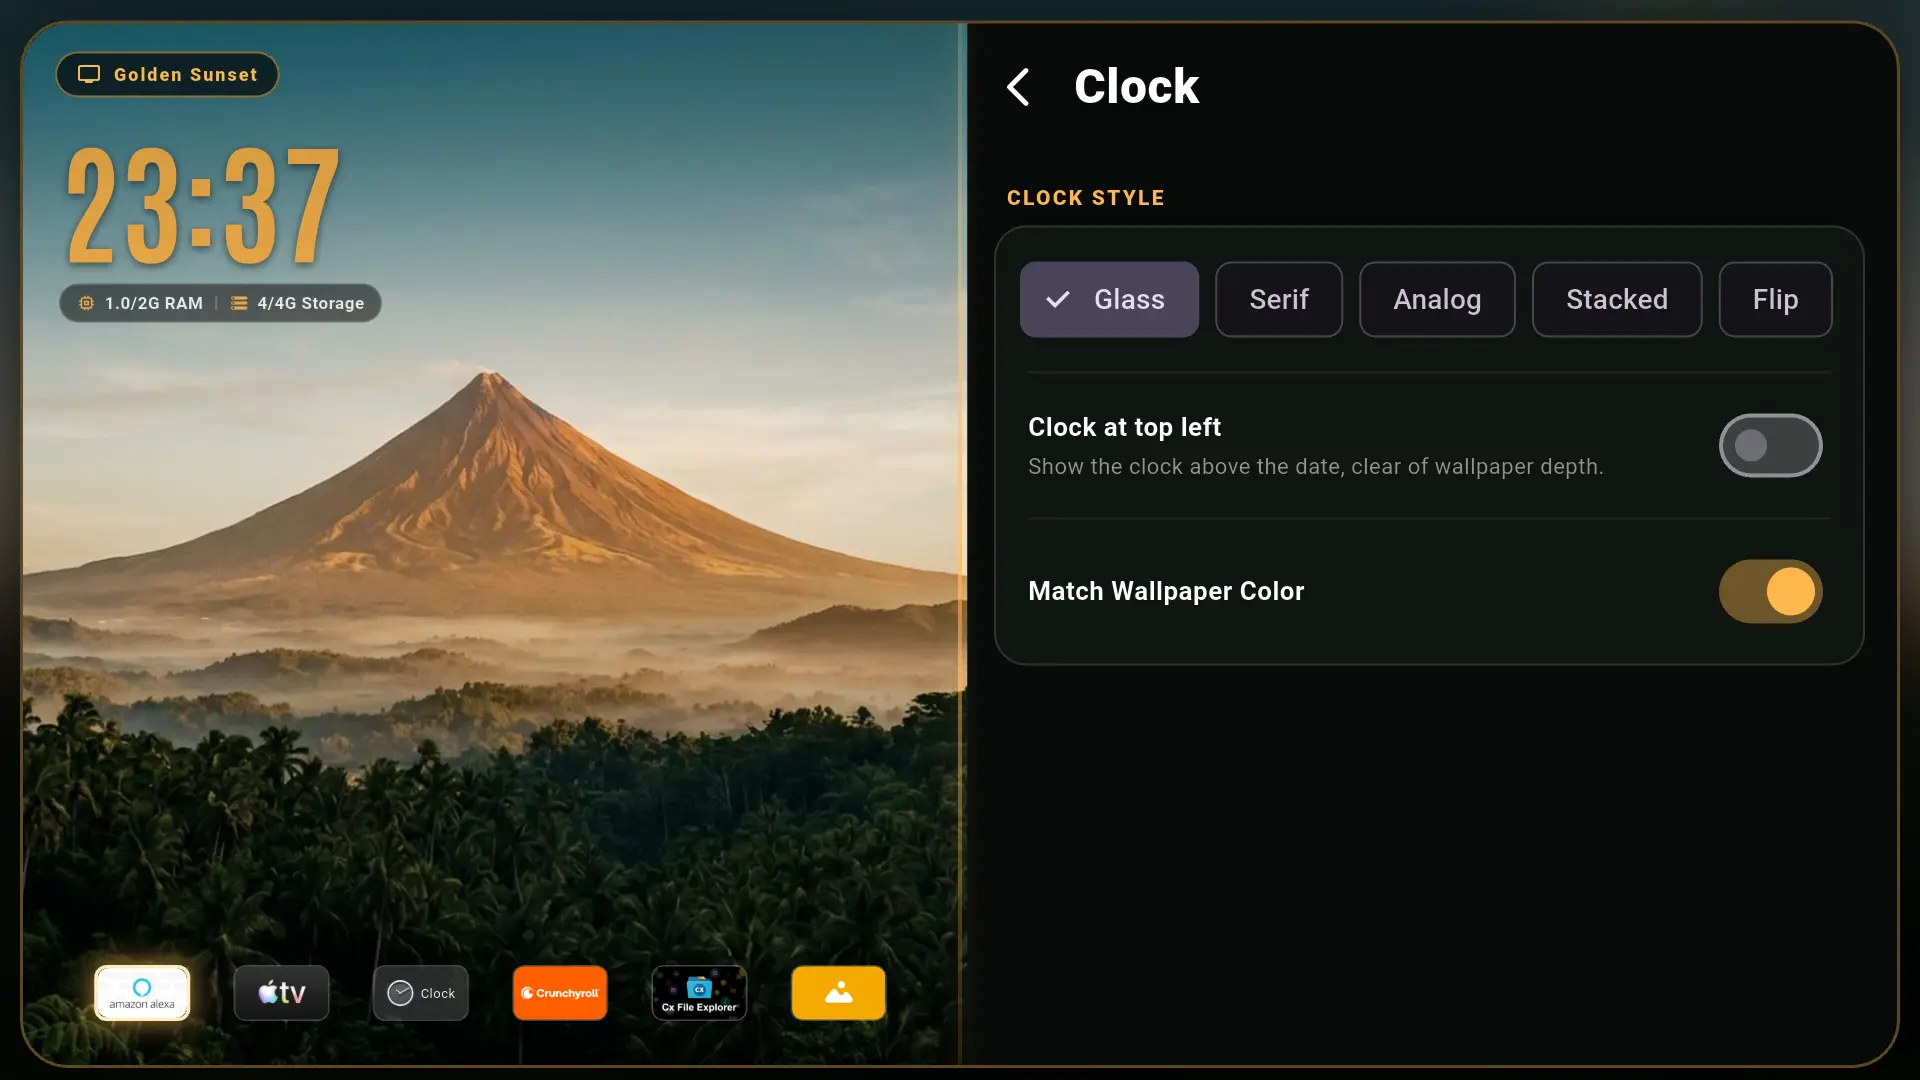 Golden Sunset
23:37
1.0/2G RAM | 4/4G Storage
amazon alexa
tv
Clock
Crunchyroll
CX
Cx File Explorer
Clock
CLOCK STYLE
Glass
Serif
Analog
Stacked
Flip
Clock at top left
Show the clock above the date, clear of wallpaper depth.
Match Wallpaper Color